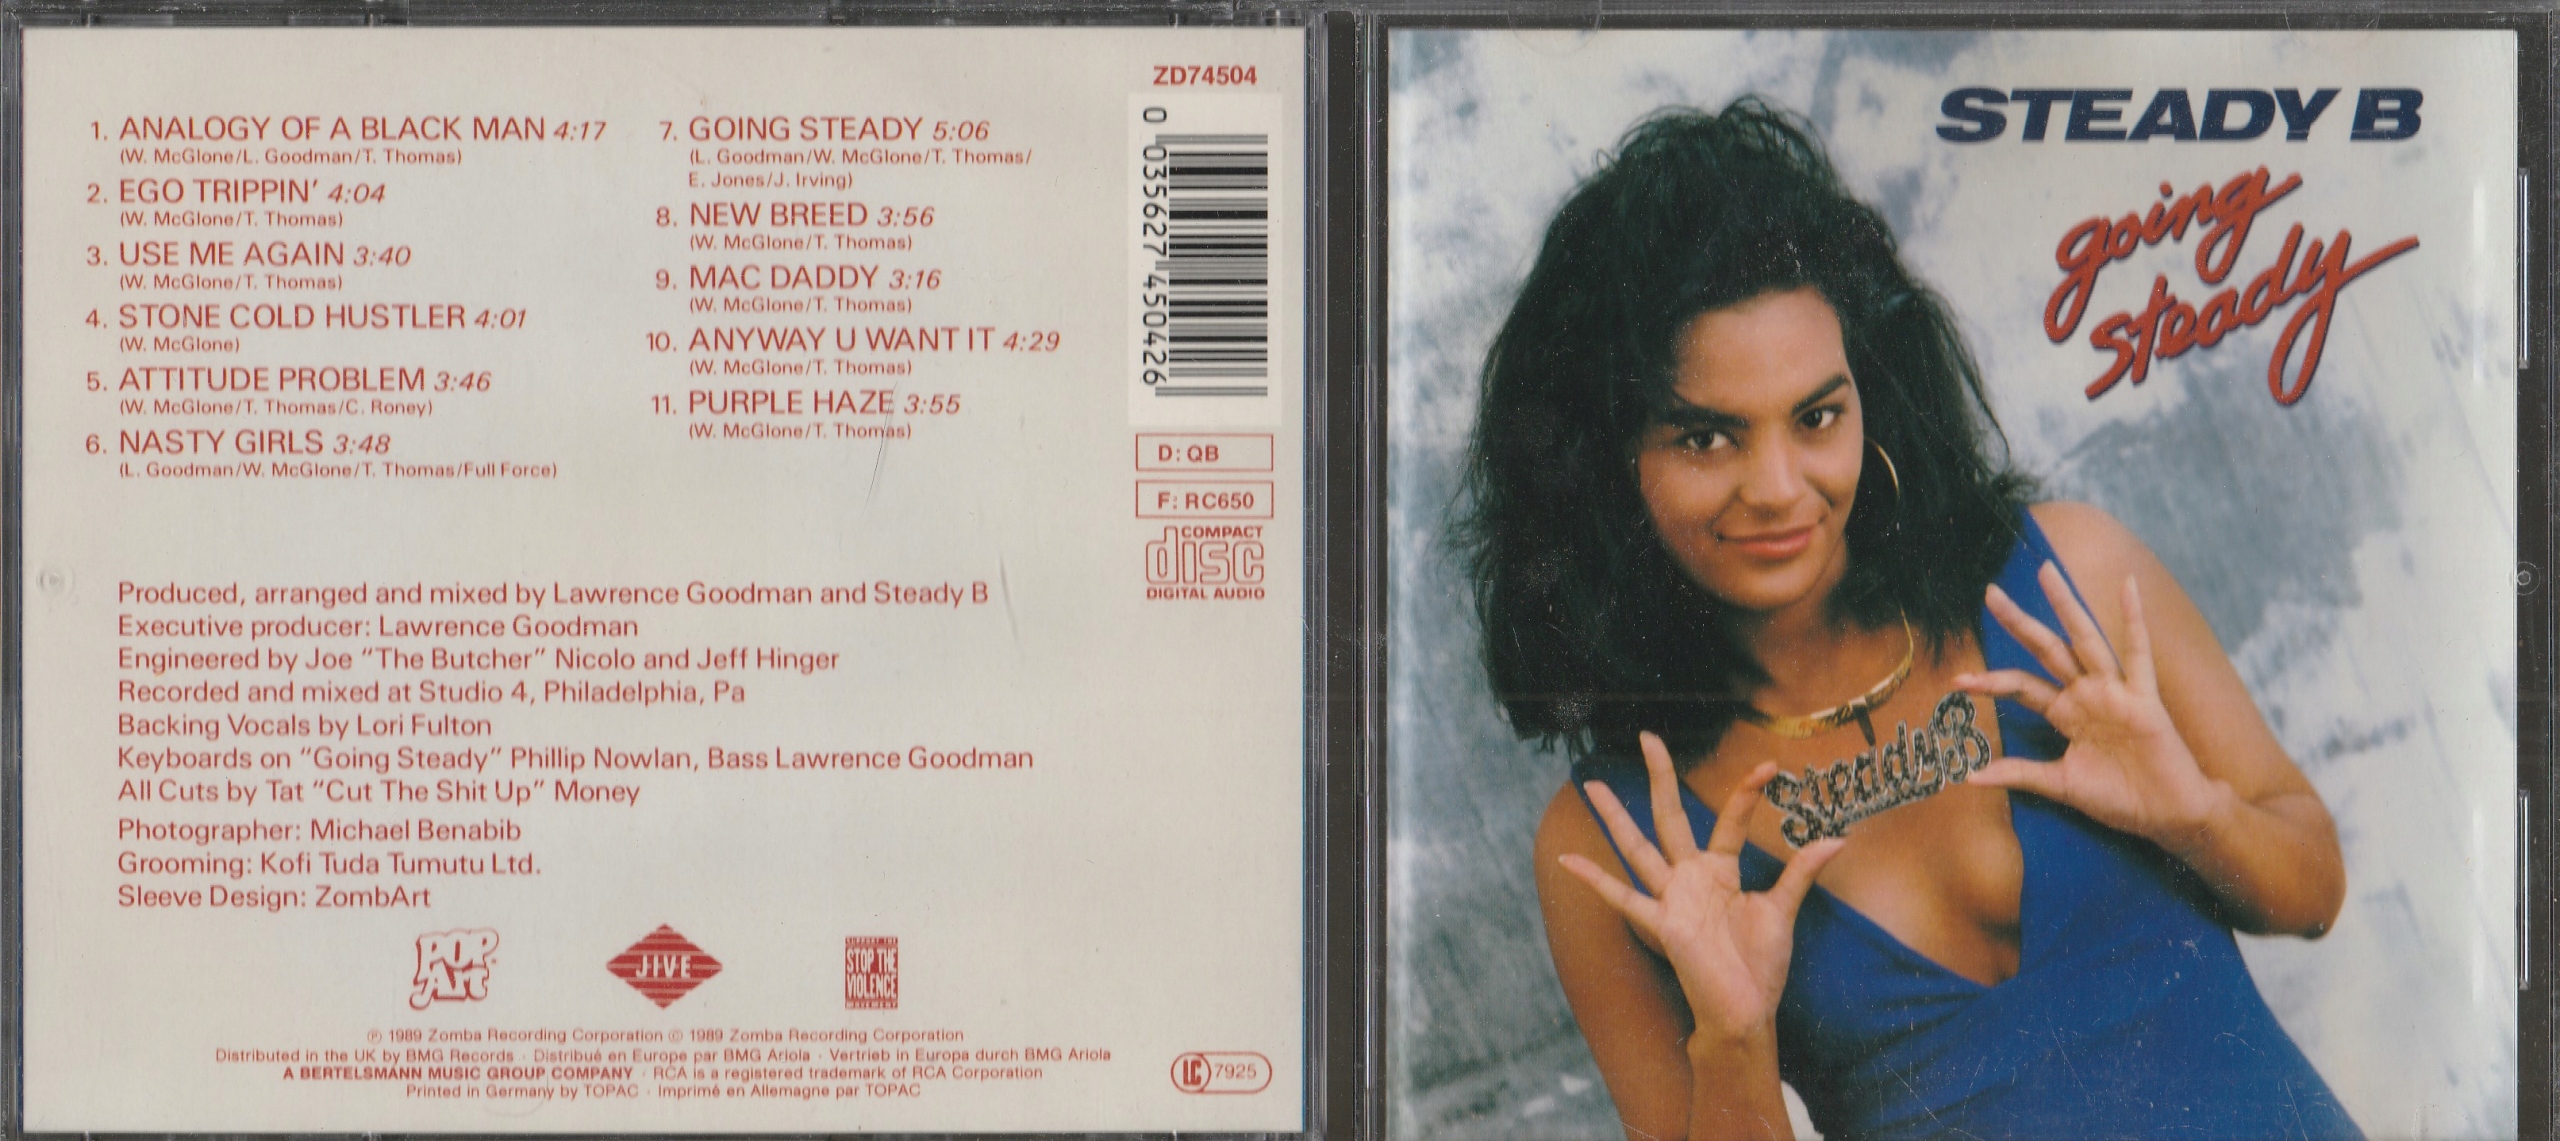 ZD74504
1. ANALOGY OF A BLACK MAN 4:17
(W. McGlone/L. Goodman/T. Thomas)
2. EGO TRIPPIN' 4:04
(W. McGlone/T. Thomas)
3. USE ME AGAIN 3:40
(W. McGlone/T. Thomas)
4. STONE COLD HUSTLER 4:01
(W. McGlone)
5. ATTITUDE PROBLEM 3:46
(W. McGlone/T. Thomas/C. Roney)
6. NASTY GIRLS 3:48
(L. Goodman/W. McGlone/T. Thomas/Full Force)
7. GOING STEADY 5:06
(L. Goodman/W. McGlone/T. Thomas/
E. Jones/J. Irving)
8. NEW BREED 3:56
(W. McGlone/T. Thomas)
9. MAC DADDY 3:16
(W. McGlone/T. Thomas)
10. ANYWAY U WANT IT 4:29
(W. McGlone/T. Thomas)
11. PURPLE HAZE 3:55
(W. McGlone/T. Thomas)
0 035627 450426
D: QB
F: RC650
COMPACT
disc
DIGITAL AUDIO
Produced, arranged and mixed by Lawrence Goodman and Steady B
Executive producer: Lawrence Goodman
Engineered by Joe "The Butcher" Nicolo and Jeff Hinger
Recorded and mixed at Studio 4, Philadelphia, Pa
Backing Vocals by Lori Fulton
Keyboards on "Going Steady" Phillip Nowlan, Bass Lawrence Goodman
All Cuts by Tat "Cut The Shit Up" Money
Photographer: Michael Benabib
Grooming: Kofi Tuda Tumutu Ltd.
Sleeve Design: ZombArt
POP
Art
JIVE
SUPPORT THE
STOP THE
VIOLENCE
MOVEMENT
℗ 1989 Zomba Recording Corporation © 1989 Zomba Recording Corporation
Distributed in the UK by BMG Records · Distribué en Europe par BMG Ariola · Vertrieb in Europa durch BMG Ariola
A BERTELSMANN MUSIC GROUP COMPANY · RCA is a registered trademark of RCA Corporation
Printed in Germany by TOPAC · Imprimé en Allemagne par TOPAC
LC 7925
STEADY B
going
steady
Steady B